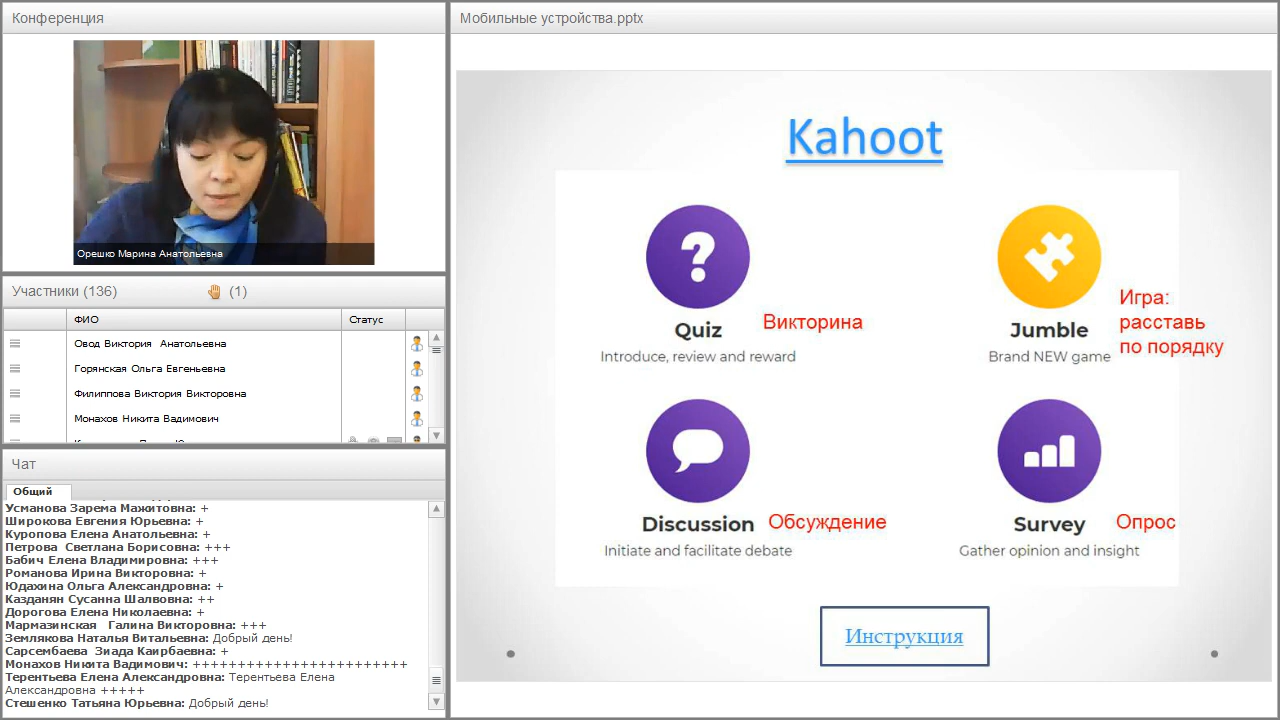 Конференция
Орешко Марина Анатольевна
Участники (136)
(1)
ФИО
Статус
Овод Виктория Анатольевна
Горянская Ольга Евгеньевна
Филиппова Виктория Викторовна
Монахов Никита Вадимович
Чат
Общий
Усманова Зарема Мажитовна: +
Широкова Евгения Юрьевна: +
Куропова Елена Анатольевна: +
Петрова Светлана Борисовна: +++
Бабич Елена Владимировна: +++
Романова Ирина Викторовна: +
Юдахина Ольга Александровна: +
Казданян Сусанна Шалвовна: ++
Дорогова Елена Николаевна: +
Мармазинская Галина Викторовна: +++
Землякова Наталья Витальевна: Добрый день!
Сарсембаева Зиада Каирбаевна: +
Монахов Никита Вадимович: ++++++++++++++++++++++++
Терентьева Елена Александровна: Терентьева Елена
Александровна +++++
Стешенко Татьяна Юрьевна: Добрый день!
Мобильные устройства.pptx
Kahoot
Quiz
Викторина
Introduce, review and reward
Jumble
Brand NEW game
Игра:
расставь
по порядку
Discussion
Обсуждение
Initiate and facilitate debate
Survey
Опрос
Gather opinion and insight
Инструкция